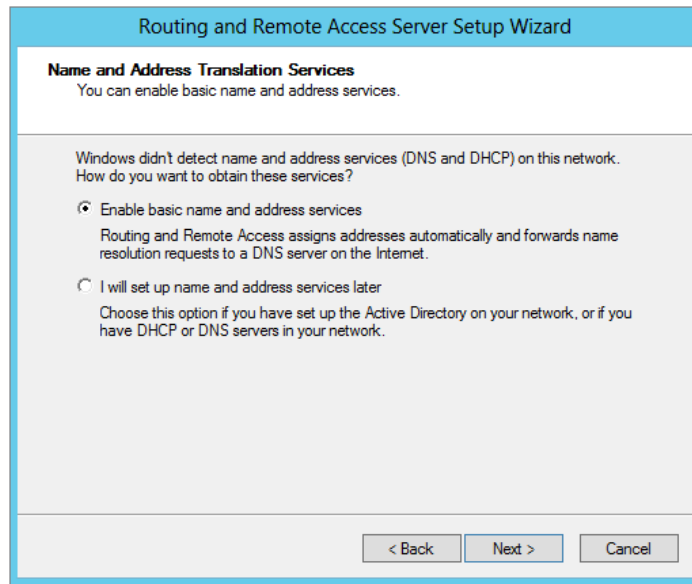 Routing and Remote Access Server Setup Wizard
Name and Address Translation Services
You can enable basic name and address services.
Windows didn't detect name and address services (DNS and DHCP) on this network.
How do you want to obtain these services?
Enable basic name and address services
Routing and Remote Access assigns addresses automatically and forwards name
resolution requests to a DNS server on the Internet.
I will set up name and address services later
Choose this option if you have set up the Active Directory on your network, or if you
have DHCP or DNS servers in your network.
< Back Next > Cancel